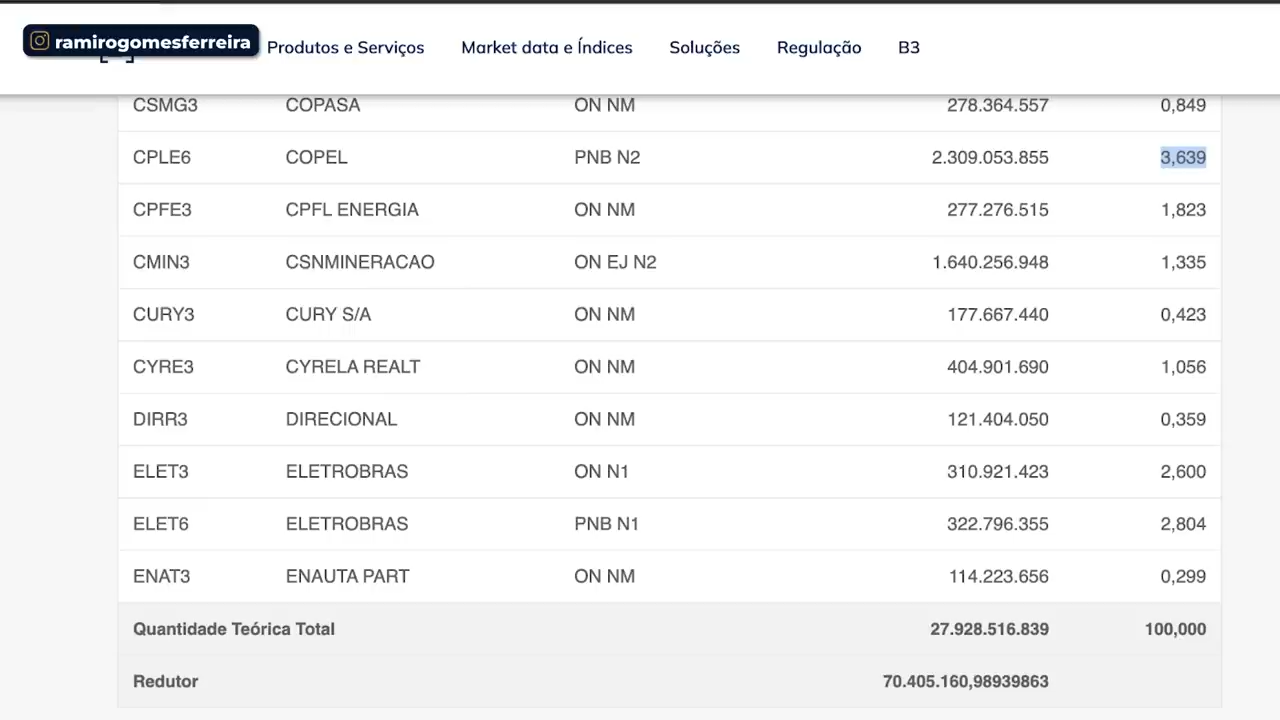 ramirogomesferreira
Produtos e Serviços Market data e Índices Soluções Regulação B3
CSMG3 COPASA ON NM 278.364.557 0,849
CPLE6 COPEL PNB N2 2.309.053.855 3,639
CPFE3 CPFL ENERGIA ON NM 277.276.515 1,823
CMIN3 CSNMINERACAO ON EJ N2 1.640.256.948 1,335
CURY3 CURY S/A ON NM 177.667.440 0,423
CYRE3 CYRELA REALT ON NM 404.901.690 1,056
DIRR3 DIRECIONAL ON NM 121.404.050 0,359
ELET3 ELETROBRAS ON N1 310.921.423 2,600
ELET6 ELETROBRAS PNB N1 322.796.355 2,804
ENAT3 ENAUTA PART ON NM 114.223.656 0,299
Quantidade Teórica Total 27.928.516.839 100,000
Redutor 70.405.160,98939863